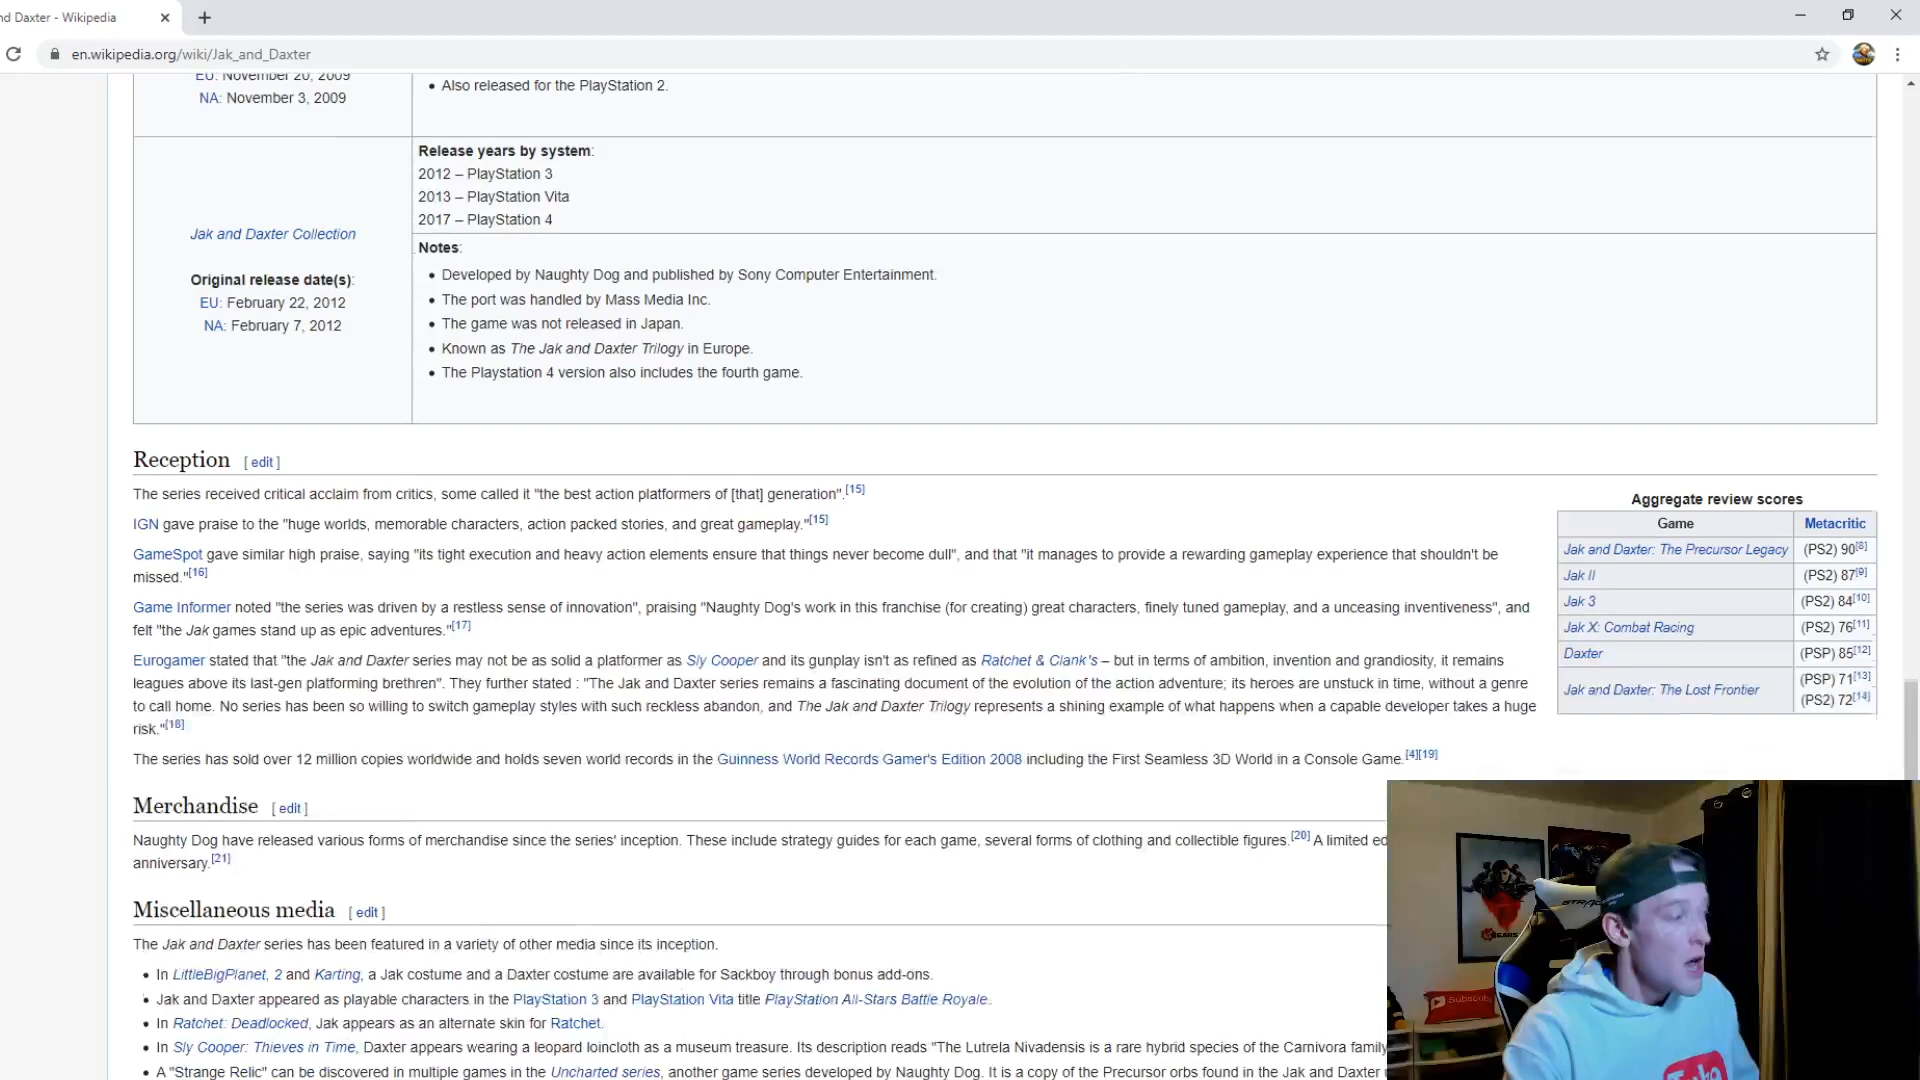 nd Daxter - Wikipedia
en.wikipedia.org/wiki/Jak_and_Daxter
EU: November 20, 2009
NA: November 3, 2009
• Also released for the PlayStation 2.
Jak and Daxter Collection
Original release date(s):
EU: February 22, 2012
NA: February 7, 2012
Release years by system:
2012 – PlayStation 3
2013 – PlayStation Vita
2017 – PlayStation 4
Notes:
• Developed by Naughty Dog and published by Sony Computer Entertainment.
• The port was handled by Mass Media Inc.
• The game was not released in Japan.
• Known as The Jak and Daxter Trilogy in Europe.
• The Playstation 4 version also includes the fourth game.
Reception [ edit ]
The series received critical acclaim from critics, some called it "the best action platformers of [that] generation".[15]
IGN gave praise to the "huge worlds, memorable characters, action packed stories, and great gameplay."[15]
GameSpot gave similar high praise, saying "its tight execution and heavy action elements ensure that things never become dull", and that "it manages to provide a rewarding gameplay experience that shouldn't be
missed."[16]
Game Informer noted "the series was driven by a restless sense of innovation", praising "Naughty Dog's work in this franchise (for creating) great characters, finely tuned gameplay, and a unceasing inventiveness", and
felt "the Jak games stand up as epic adventures."[17]
Eurogamer stated that "the Jak and Daxter series may not be as solid a platformer as Sly Cooper and its gunplay isn't as refined as Ratchet & Clank's – but in terms of ambition, invention and grandiosity, it remains
leagues above its last-gen platforming brethren". They further stated : "The Jak and Daxter series remains a fascinating document of the evolution of the action adventure; its heroes are unstuck in time, without a genre
to call home. No series has been so willing to switch gameplay styles with such reckless abandon, and The Jak and Daxter Trilogy represents a shining example of what happens when a capable developer takes a huge
risk."[18]
The series has sold over 12 million copies worldwide and holds seven world records in the Guinness World Records Gamer's Edition 2008 including the First Seamless 3D World in a Console Game.[4][19]
Aggregate review scores
Game Metacritic
Jak and Daxter: The Precursor Legacy (PS2) 90[8]
Jak II (PS2) 87[9]
Jak 3 (PS2) 84[10]
Jak X: Combat Racing (PS2) 76[11]
Daxter (PSP) 85[12]
Jak and Daxter: The Lost Frontier (PSP) 71[13]
(PS2) 72[14]
Merchandise [ edit ]
Naughty Dog have released various forms of merchandise since the series' inception. These include strategy guides for each game, several forms of clothing and collectible figures.[20] A limited ed
anniversary.[21]
Miscellaneous media [ edit ]
The Jak and Daxter series has been featured in a variety of other media since its inception.
• In LittleBigPlanet, 2 and Karting, a Jak costume and a Daxter costume are available for Sackboy through bonus add-ons.
• Jak and Daxter appeared as playable characters in the PlayStation 3 and PlayStation Vita title PlayStation All-Stars Battle Royale.
• In Ratchet: Deadlocked, Jak appears as an alternate skin for Ratchet.
• In Sly Cooper: Thieves in Time, Daxter appears wearing a leopard loincloth as a museum treasure. Its description reads "The Lutrela Nivadensis is a rare hybrid species of the Carnivora family
• A "Strange Relic" can be discovered in multiple games in the Uncharted series, another game series developed by Naughty Dog. It is a copy of the Precursor orbs found in the Jak and Daxter
GEARS
Subscribe
Tube